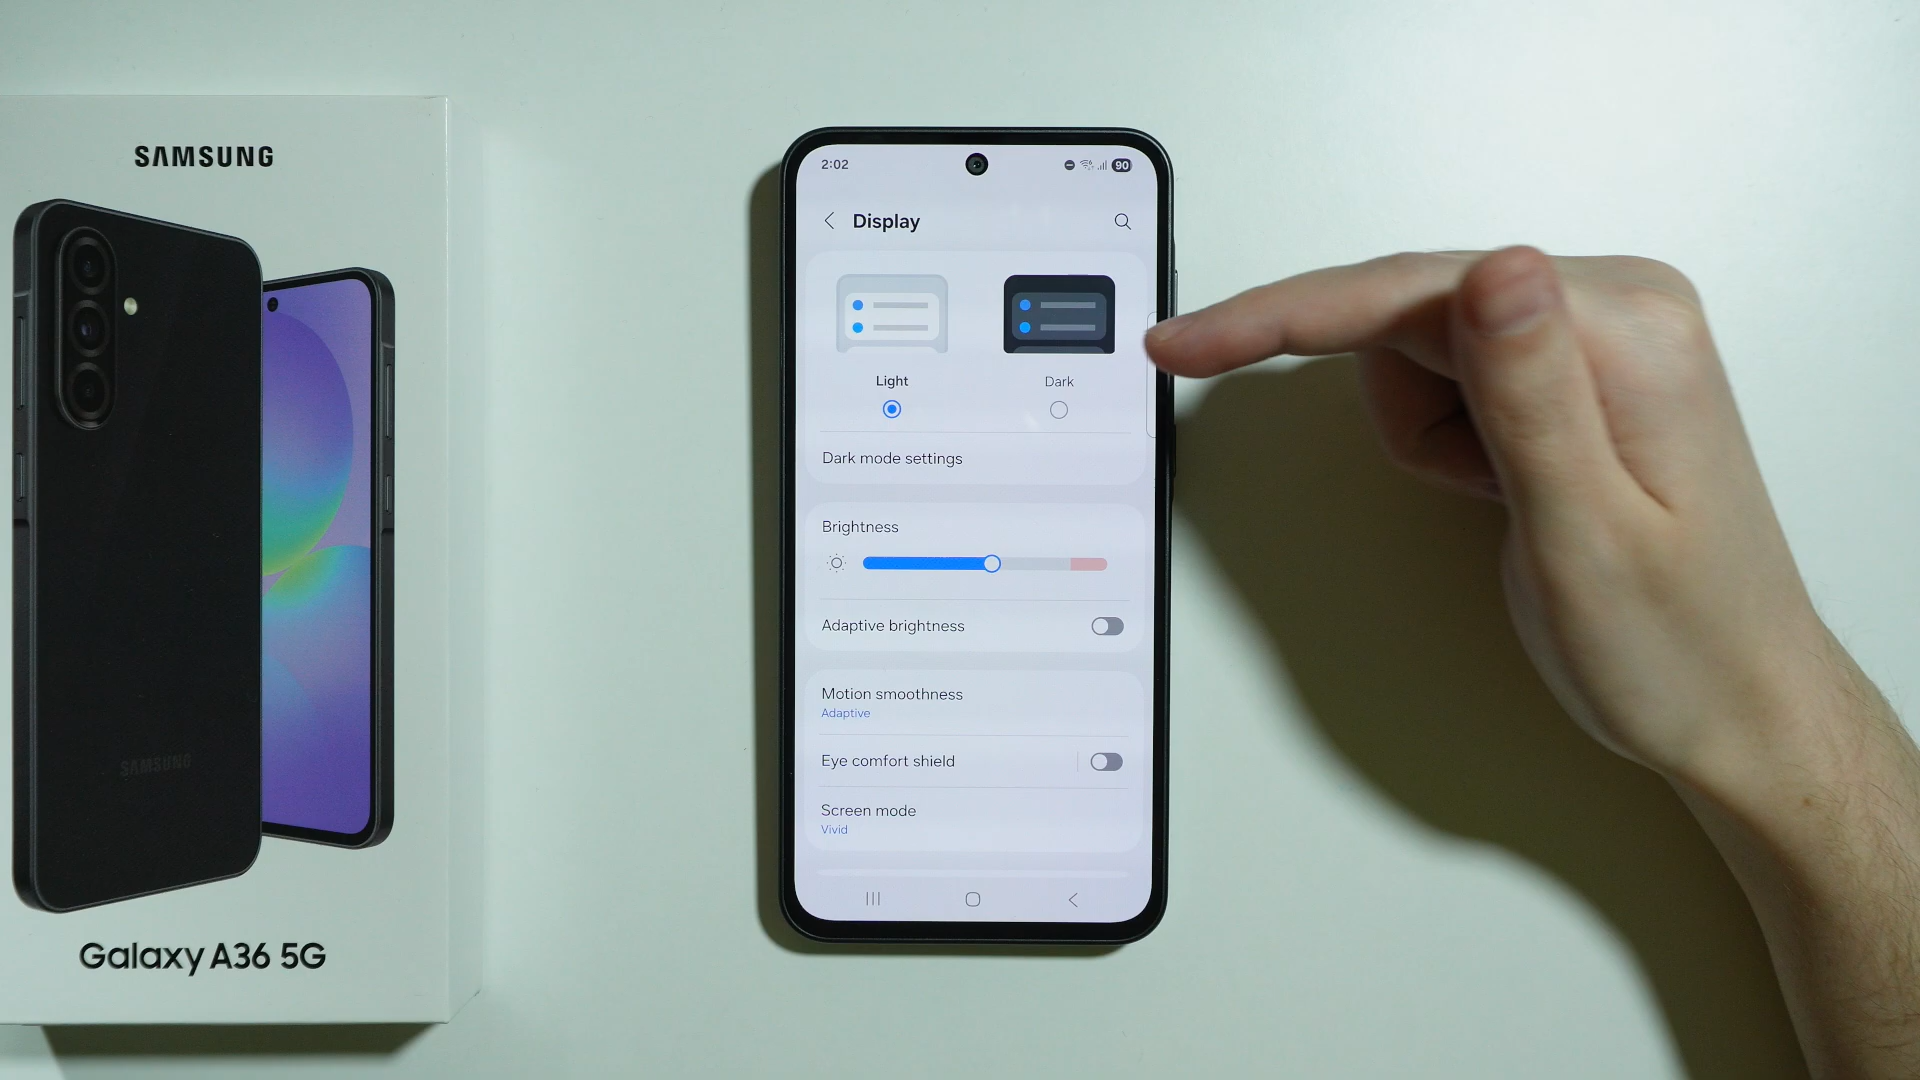 SAMSUNG
SAMSUNG
Galaxy A36 5G
2:02
90
Display
Light
Dark
Dark mode settings
Brightness
Adaptive brightness
Motion smoothness
Adaptive
Eye comfort shield
Screen mode
Vivid